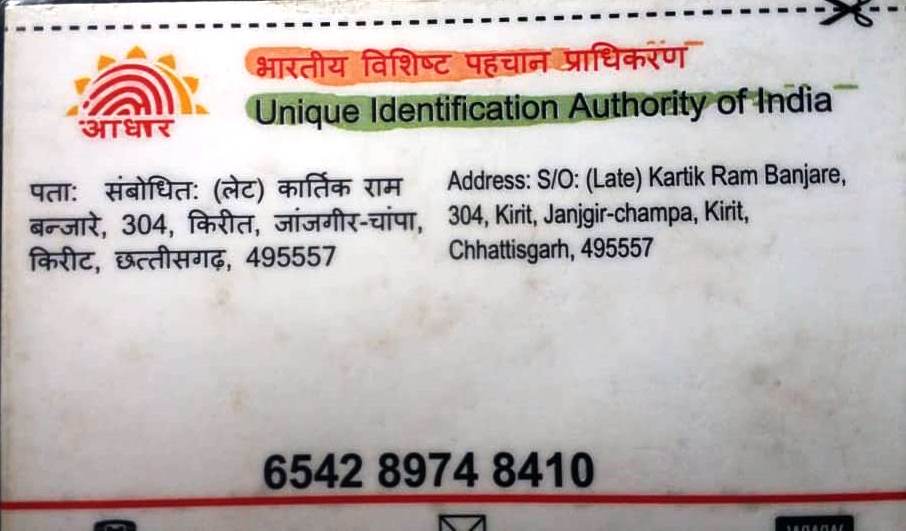 भारतीय विशिष्ट पहचान प्राधिकरण
Unique Identification Authority of India
आधार
पता: संबोधित: (लेट) कार्तिक राम
बन्जारे, 304, किरीत, जांजगीर-चांपा,
किरीट, छत्तीसगढ़, 495557
Address: S/O: (Late) Kartik Ram Banjare,
304, Kirit, Janjgir-champa, Kirit,
Chhattisgarh, 495557
6542 8974 8410